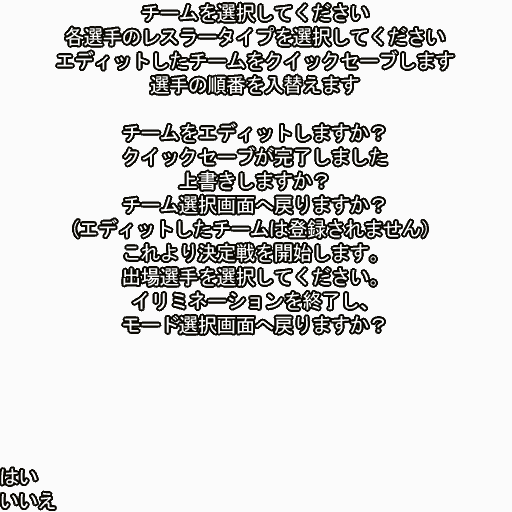 チームを選択してください
各選手のレスラータイプを選択してください
エディットしたチームをクイックセーブします
選手の順番を入替えます
チームをエディットしますか？
クイックセーブが完了しました
上書きしますか？
チーム選択画面へ戻りますか？
（エディットしたチームは登録されません）
これより決定戦を開始します。
出場選手を選択してください。
イリミネーションを終了し、
モード選択画面へ戻りますか？
はい
いいえ